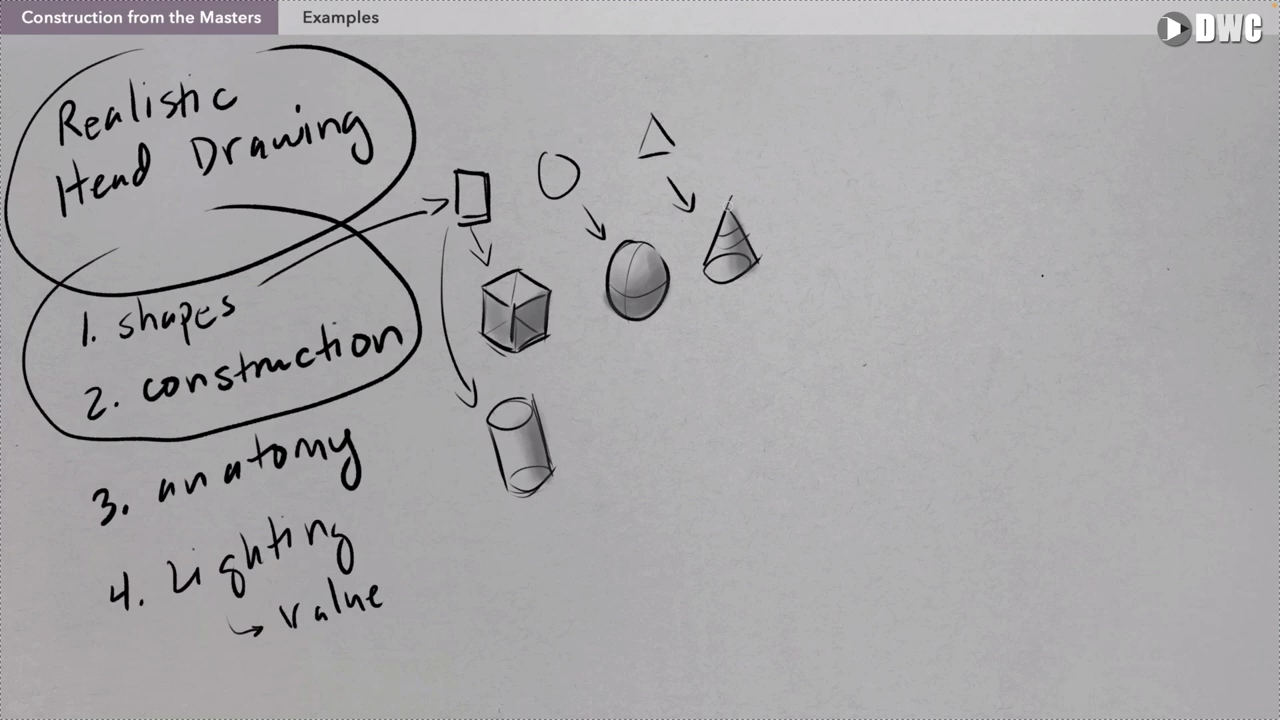 Construction from the Masters
Examples
DWC
Realistic
Head Drawing
1. shapes
2. construction
3. anatomy
4. Lighting
→ value